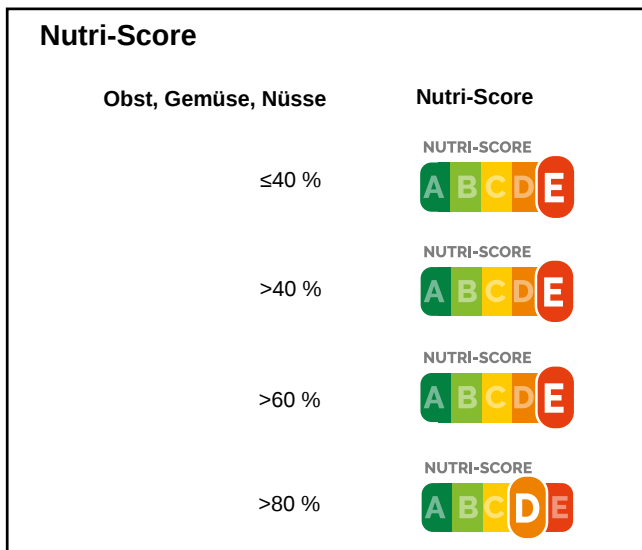 Nutri-Score
Obst, Gemüse, Nüsse Nutri-Score
NUTRI-SCORE
≤40 % A B C D E
NUTRI-SCORE
>40 % A B C D E
NUTRI-SCORE
>60 % A B C D E
NUTRI-SCORE
>80 % A B C D E